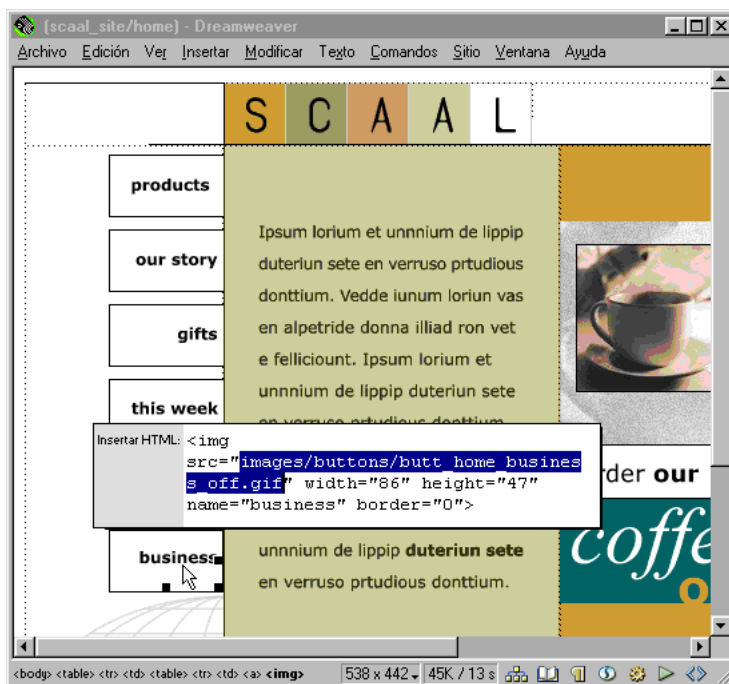 (scaal_site/home) - Dreamweaver
Archivo Edición Ver Insertar Modificar Texto Comandos Sitio Ventana Ayuda
S C A A L
products
our story
gifts
this week
Ipsum lorium et unnnium de lippip
duteriun sete en verruso prtudious
donttium. Vedde iunum loriun vas
en alpetride donna illiad ron vet
e felliciount. Ipsum lorium et
unnnium de lippip duteriun sete
en verruso prtudious donttium
Insertar HTML: <img
src="images/buttons/butt_home_busines
s_off.gif" width="86" height="47"
name="business" border="0">
rder our
business
unnnium de lippip duteriun sete
en verruso prtudious donttium.
coffe
o
<body> <table> <tr> <td> <table> <tr> <td> <a> <img> 538 x 442 45K / 13 s